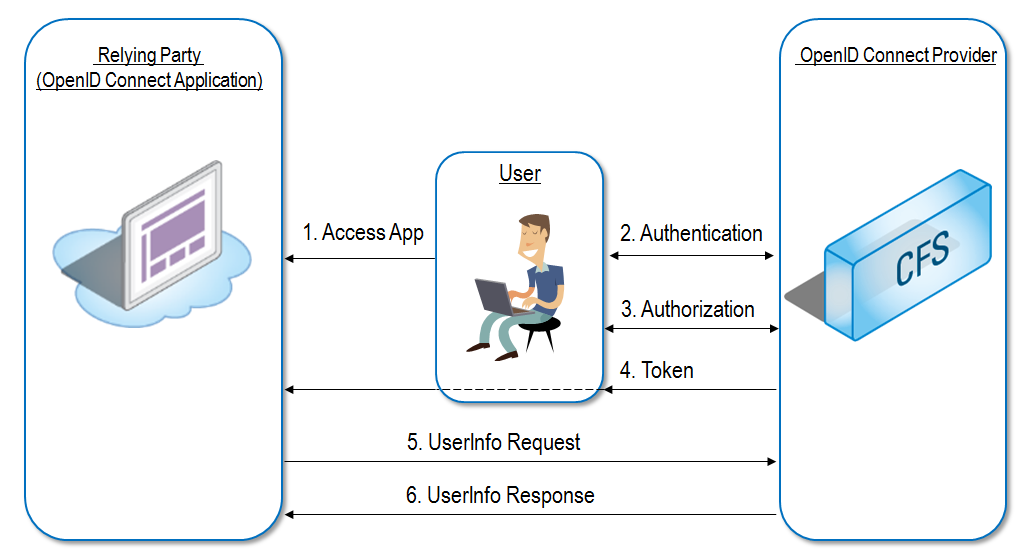 Relying Party
(OpenID Connect Application)
OpenID Connect Provider
User
1. Access App
2. Authentication
CFS
3. Authorization
4. Token
5. UserInfo Request
6. UserInfo Response